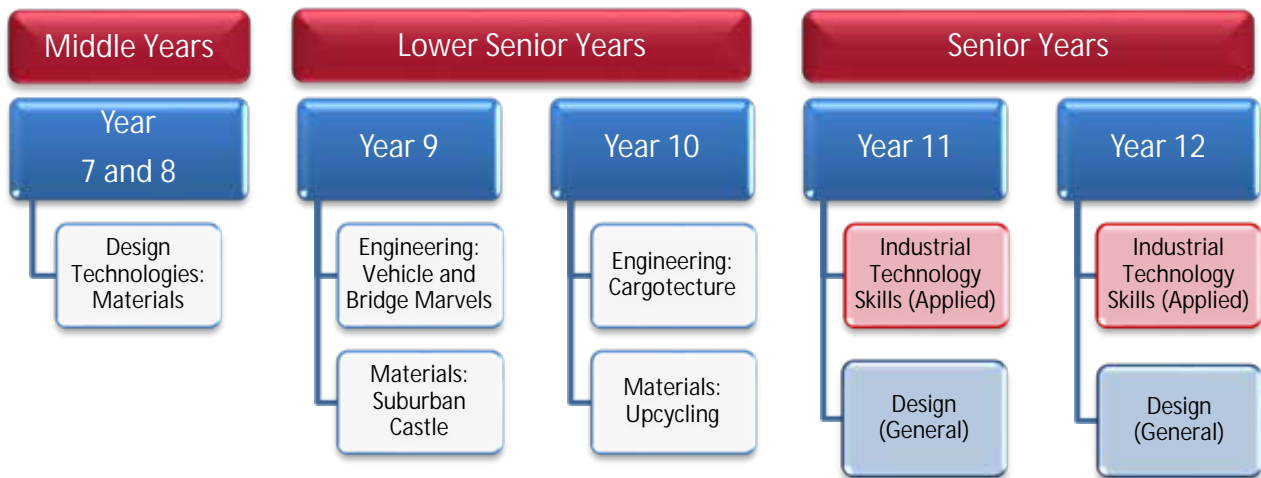 Middle Years
Lower Senior Years
Senior Years
Year
7 and 8
Year 9
Year 10
Year 11
Year 12
Design
Technologies:
Materials
Engineering:
Vehicle and
Bridge Marvels
Engineering:
Cargotecture
Industrial
Technology
Skills (Applied)
Industrial
Technology
Skills (Applied)
Materials:
Suburban
Castle
Materials:
Upcycling
Design
(General)
Design
(General)